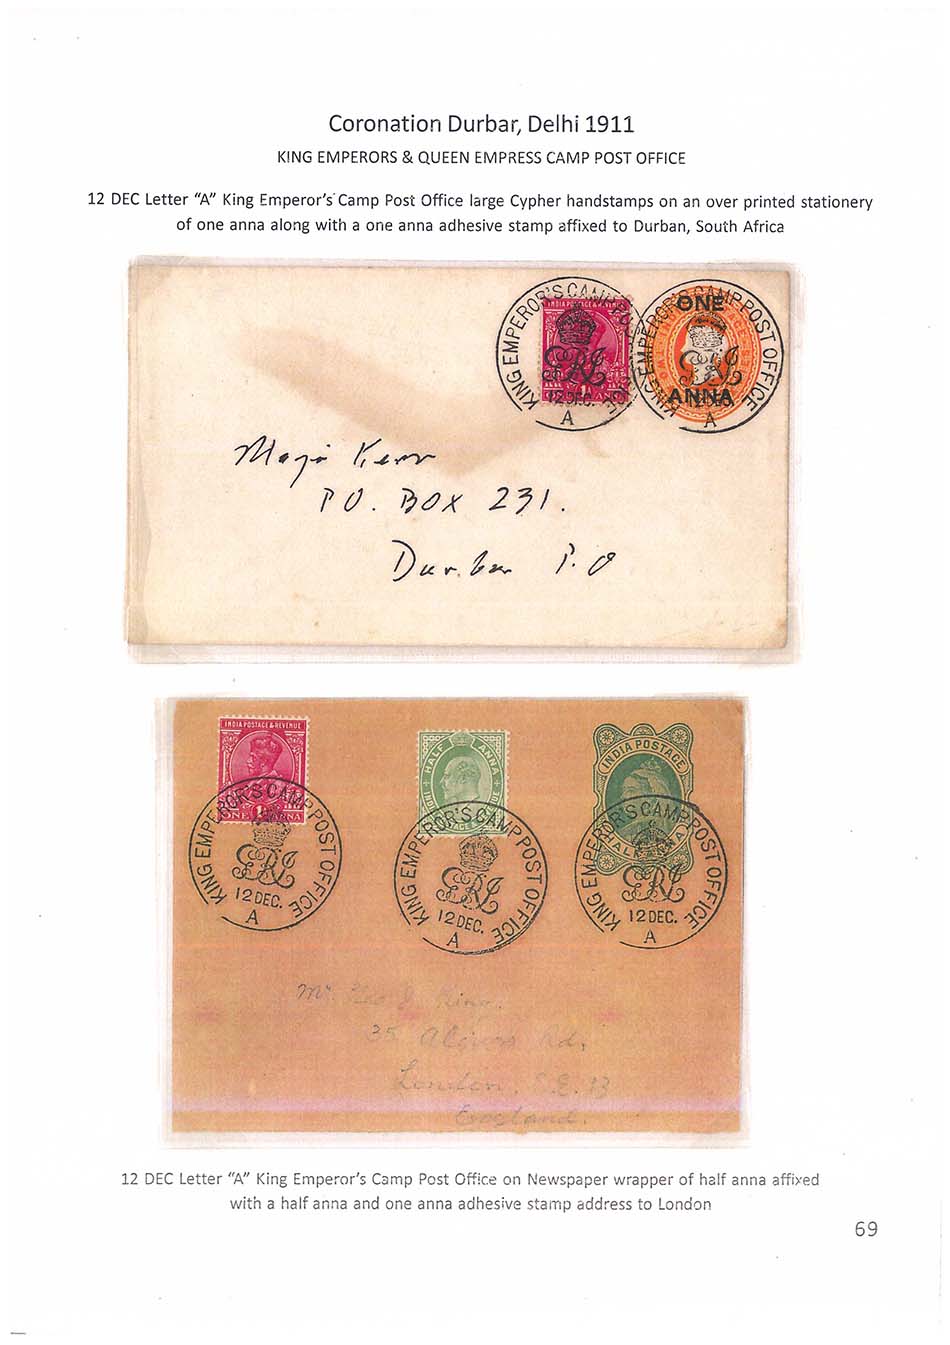 Coronation Durbar, Delhi 1911
KING EMPERORS & QUEEN EMPRESS CAMP POST OFFICE
12 DEC Letter “A” King Emperor’s Camp Post Office large Cypher handstamps on an over printed stationery
of one anna along with a one anna adhesive stamp affixed to Durban, South Africa
KING EMPEROR'S CAMP POST OFFICE
INDIA POSTAGE & REVENUE
12 DEC.
A
KING EMPEROR'S CAMP POST OFFICE
ONE
ANNA
A
Kerr
P O. BOX 231.
Durban P.O
INDIA POSTAGE & REVENUE
ONE ANNA
KING EMPEROR'S CAMP POST OFFICE
12 DEC.
A
HALF ANNA
KING EMPEROR'S CAMP POST OFFICE
12 DEC.
A
INDIA POSTAGE
HALF ANNA
KING EMPEROR'S CAMP POST OFFICE
12 DEC.
A
Mr King.
35 Rd,
London. S.E. 13
England.
12 DEC Letter “A” King Emperor’s Camp Post Office on Newspaper wrapper of half anna affixed
with a half anna and one anna adhesive stamp address to London
69